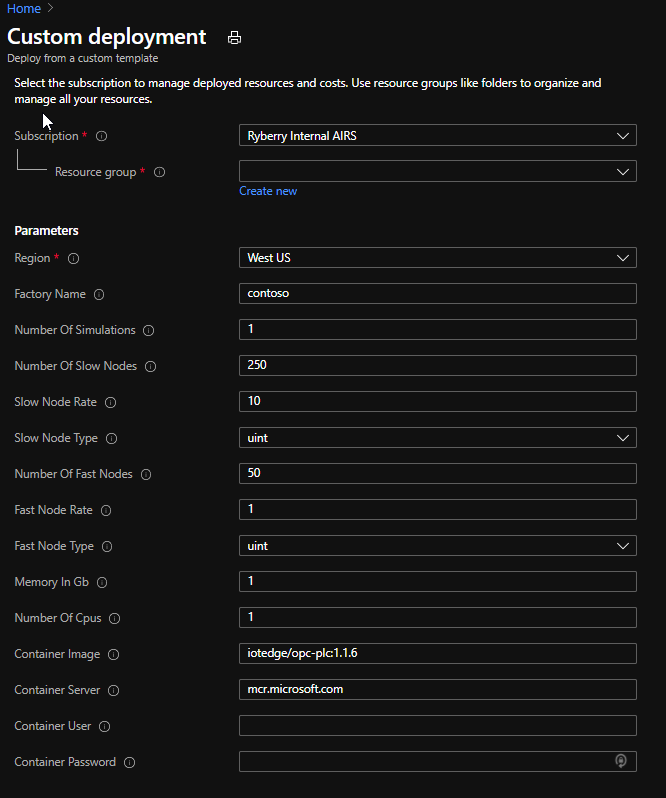 Home
Custom deployment
Deploy from a custom template
Select the subscription to manage deployed resources and costs. Use resource groups like folders to organize and
manage all your resources.
Subscription * Ryberry Internal AIRS
Resource group *
Create new
Parameters
Region * West US
Factory Name contoso
Number Of Simulations 1
Number Of Slow Nodes 250
Slow Node Rate 10
Slow Node Type uint
Number Of Fast Nodes 50
Fast Node Rate 1
Fast Node Type uint
Memory In Gb 1
Number Of Cpus 1
Container Image iotedge/opc-plc:1.1.6
Container Server mcr.microsoft.com
Container User
Container Password